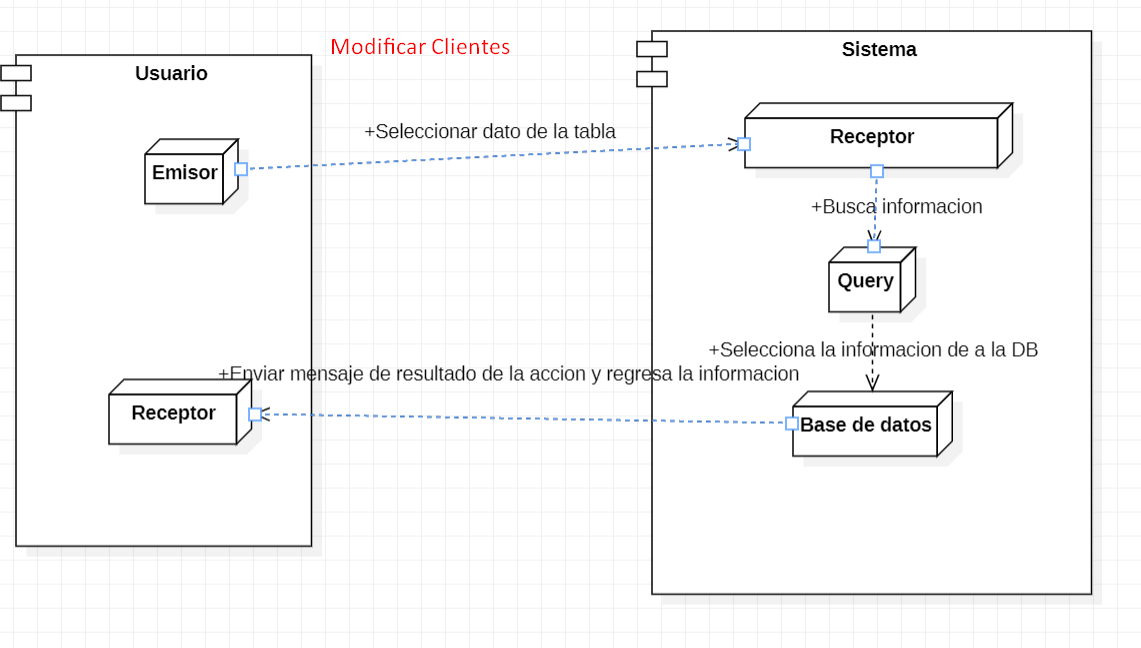 Modificar Clientes
Usuario
Sistema
+Seleccionar dato de la tabla
Receptor
Emisor
+Busca informacion
Query
+Selecciona la informacion de a la DB
+Enviar mensaje de resultado de la accion y regresa la informacion
Receptor
Base de datos